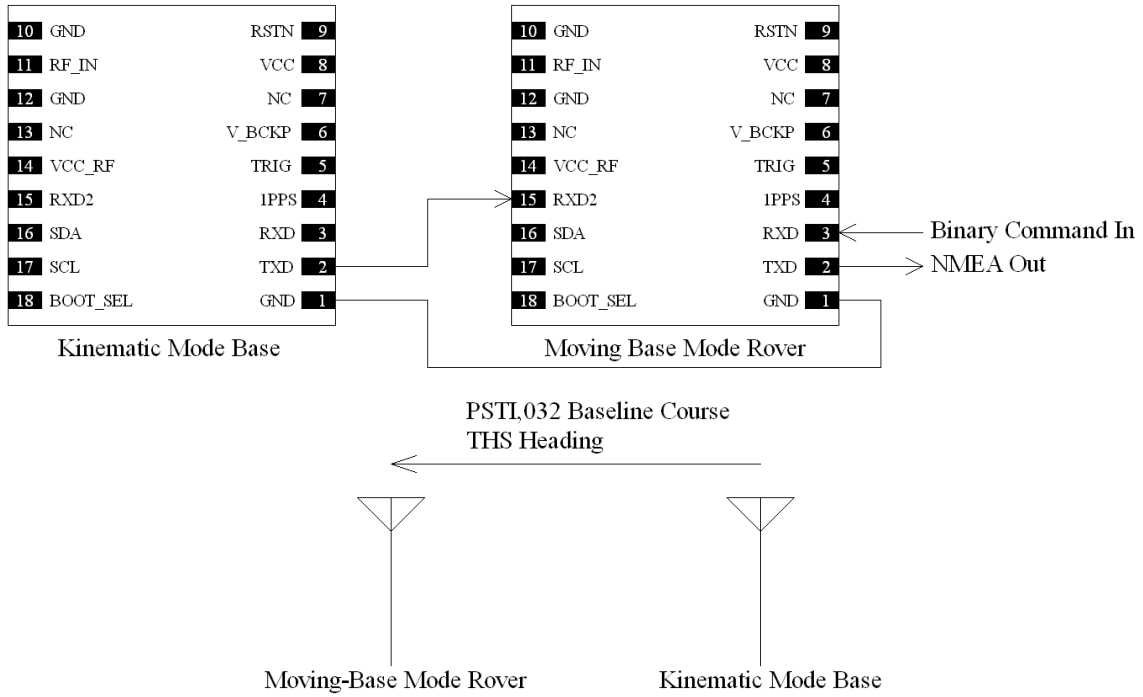 10 GND RSTN 9
11 RF_IN VCC 8
12 GND NC 7
13 NC V_BCKP 6
14 VCC_RF TRIG 5
15 RXD2 1PPS 4
16 SDA RXD 3
17 SCL TXD 2
18 BOOT_SEL GND 1
Kinematic Mode Base
10 GND RSTN 9
11 RF_IN VCC 8
12 GND NC 7
13 NC V_BCKP 6
14 VCC_RF TRIG 5
15 RXD2 1PPS 4
16 SDA RXD 3
17 SCL TXD 2
18 BOOT_SEL GND 1
Moving Base Mode Rover
Binary Command In
NMEA Out
PSTI,032 Baseline Course
THS Heading
Moving-Base Mode Rover
Kinematic Mode Base